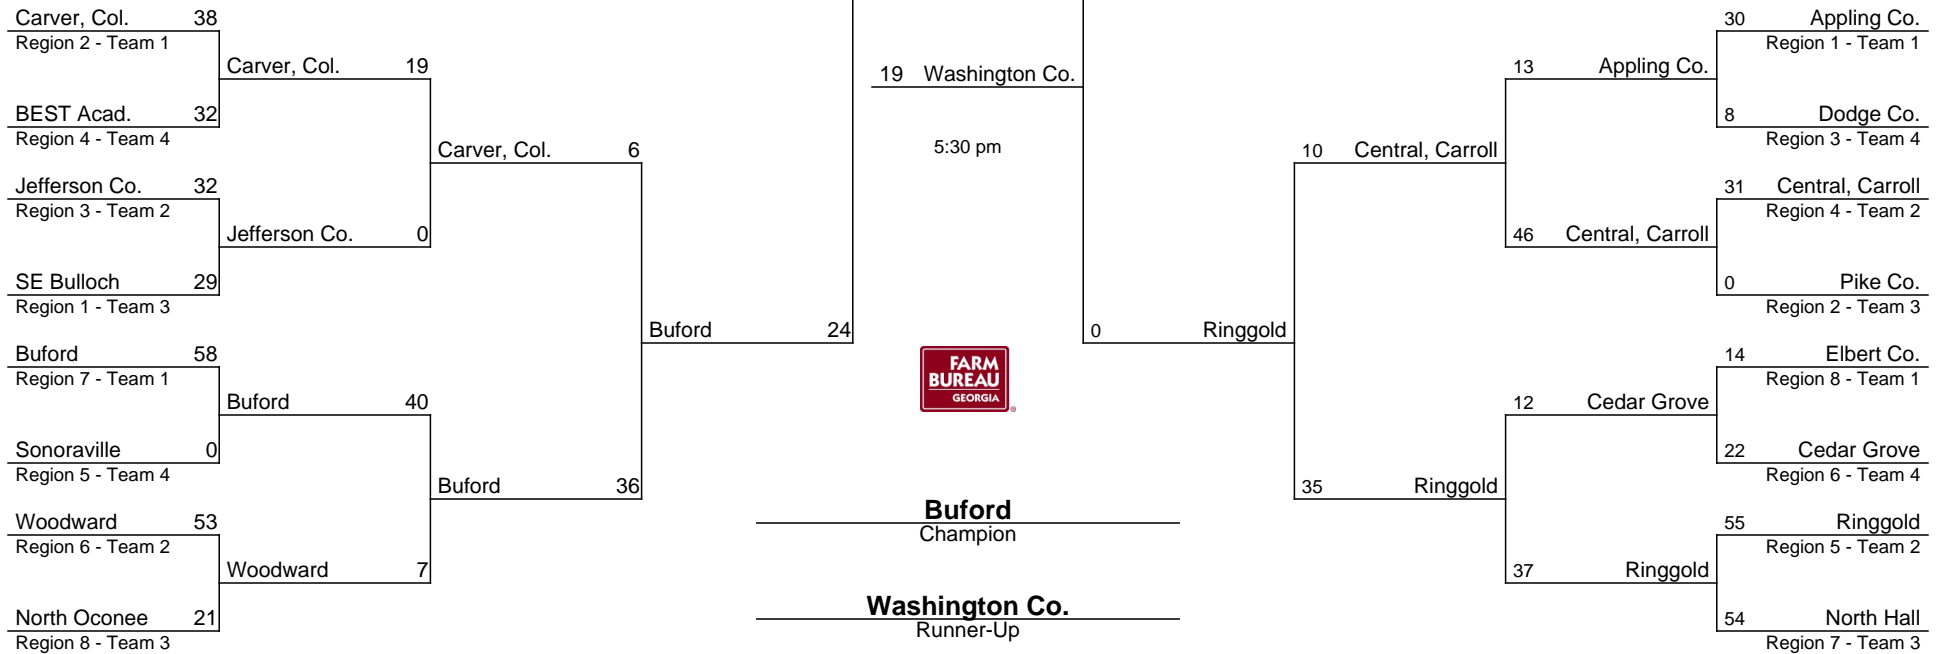 Carver, Col. 38
Region 2 - Team 1
BEST Acad. 32
Region 4 - Team 4
Jefferson Co. 32
Region 3 - Team 2
SE Bulloch 29
Region 1 - Team 3
Buford 58
Region 7 - Team 1
Sonoraville 0
Region 5 - Team 4
Woodward 53
Region 6 - Team 2
North Oconee 21
Region 8 - Team 3
Carver, Col. 19
Jefferson Co. 0
Buford 40
Woodward 7
Carver, Col. 6
Buford 36
Buford 24
19 Washington Co.
5:30 pm
FARM
BUREAU
GEORGIA
®
Buford
Champion
Washington Co.
Runner-Up
0 Ringgold
10 Central, Carroll
35 Ringgold
13 Appling Co.
46 Central, Carroll
12 Cedar Grove
37 Ringgold
30 Appling Co.
Region 1 - Team 1
8 Dodge Co.
Region 3 - Team 4
31 Central, Carroll
Region 4 - Team 2
0 Pike Co.
Region 2 - Team 3
14 Elbert Co.
Region 8 - Team 1
22 Cedar Grove
Region 6 - Team 4
55 Ringgold
Region 5 - Team 2
54 North Hall
Region 7 - Team 3